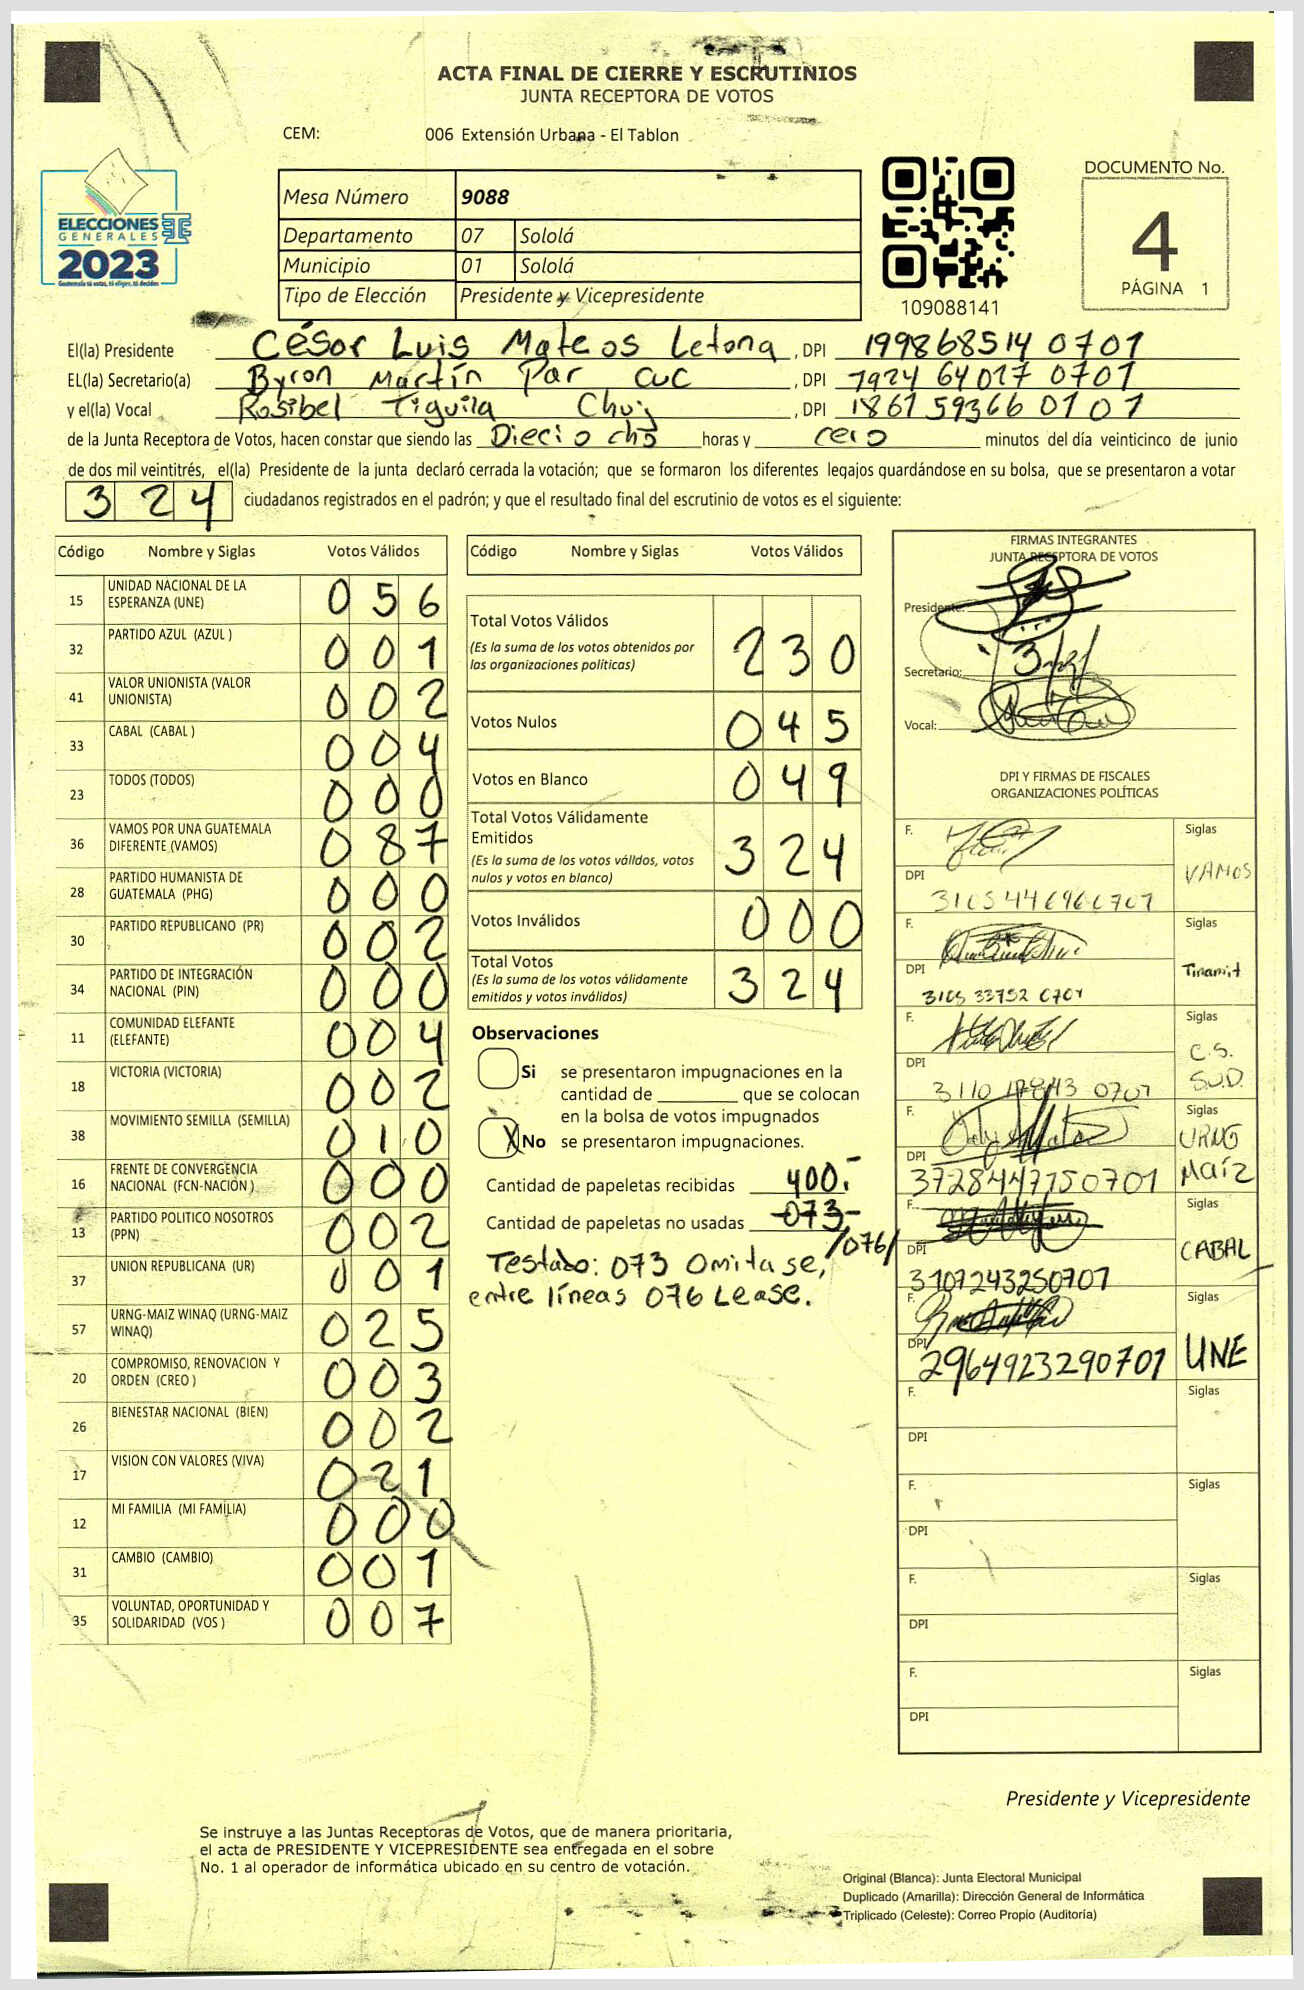 ACTA FINAL DE CIERRE Y ESCRUTINIOS
JUNTA RECEPTORA DE VOTOS
CEM: 006 Extensión Urbana - El Tablon
ELECCIONES
GENERALES
2023
Guatemala tú votas, tú eliges, tú decides
Mesa Número 9088
Departamento 07 Sololá
Municipio 01 Sololá
Tipo de Elección Presidente y Vicepresidente
109088141
DOCUMENTO No.
4
PÁGINA 1
El(la) Presidente César Luis Mateos Letona, DPI 199868514 0701
EL(la) Secretario(a) Byron Martín Par cuc, DPI 7924 64017 0701
y el(la) Vocal Rosibel Tiguila Chuj, DPI 1861 59366 0701
de la Junta Receptora de Votos, hacen constar que siendo las Dieciocho horas y cero minutos del día veinticinco de junio
de dos mil veintitrés, el(la) Presidente de la junta declaró cerrada la votación; que se formaron los diferentes legajos quardándose en su bolsa, que se presentaron a votar
324 ciudadanos registrados en el padrón; y que el resultado final del escrutinio de votos es el siguiente:
Código Nombre y Siglas Votos Válidos
15 UNIDAD NACIONAL DE LA ESPERANZA (UNE) 056
32 PARTIDO AZUL (AZUL ) 001
41 VALOR UNIONISTA (VALOR UNIONISTA) 002
33 CABAL (CABAL ) 004
23 TODOS (TODOS) 000
36 VAMOS POR UNA GUATEMALA DIFERENTE (VAMOS) 087
28 PARTIDO HUMANISTA DE GUATEMALA (PHG) 000
30 PARTIDO REPUBLICANO (PR) 002
34 PARTIDO DE INTEGRACIÓN NACIONAL (PIN) 000
11 COMUNIDAD ELEFANTE (ELEFANTE) 004
18 VICTORIA (VICTORIA) 002
38 MOVIMIENTO SEMILLA (SEMILLA) 010
16 FRENTE DE CONVERGENCIA NACIONAL (FCN-NACIÓN ) 000
13 PARTIDO POLITICO NOSOTROS (PPN) 002
37 UNION REPUBLICANA (UR) 001
57 URNG-MAIZ WINAQ (URNG-MAIZ WINAQ) 025
20 COMPROMISO, RENOVACION Y ORDEN (CREO ) 003
26 BIENESTAR NACIONAL (BIEN) 002
17 VISION CON VALORES (VIVA) 021
12 MI FAMILIA (MI FAMILIA) 000
31 CAMBIO (CAMBIO) 001
35 VOLUNTAD, OPORTUNIDAD Y SOLIDARIDAD (VOS ) 007
Código Nombre y Siglas Votos Válidos
Total Votos Válidos 230
(Es la suma de los votos obtenidos por
las organizaciones políticas)
Votos Nulos 045
Votos en Blanco 049
Total Votos Válidamente
Emitidos 324
(Es la suma de los votos válidos, votos
nulos y votos en blanco)
Votos Inválidos 000
Total Votos 324
(Es la suma de los votos válidamente
emitidos y votos inválidos)
Observaciones
Si se presentaron impugnaciones en la
cantidad de ________ que se colocan
en la bolsa de votos impugnados
X No se presentaron impugnaciones.
Cantidad de papeletas recibidas 400.-
Cantidad de papeletas no usadas -073-
/076/
Testado: 073 Omitase,
entre líneas 076 Lease.
FIRMAS INTEGRANTES
JUNTA RECEPTORA DE VOTOS
Presidente:
Secretario:
Vocal:
DPI Y FIRMAS DE FISCALES
ORGANIZACIONES POLÍTICAS
F. Siglas
VAMOS
DPI
F. Siglas
Tinamit
DPI
3105 33752 0701
F. Siglas
C.S.
S.O.D.
DPI
3110 17843 0707
F. Siglas
URNG
MAÍZ
DPI
3728447750701
F. Siglas
CABAL
DPI
3107243250701
F. Siglas
UNE
DPI
2964923290701
F. Siglas
DPI
F. Siglas
DPI
F. Siglas
DPI
F. Siglas
DPI
Presidente y Vicepresidente
Se instruye a las Juntas Receptoras de Votos, que de manera prioritaria,
el acta de PRESIDENTE Y VICEPRESIDENTE sea entregada en el sobre
No. 1 al operador de informática ubicado en su centro de votación.
Original (Blanca): Junta Electoral Municipal
Duplicado (Amarilla): Dirección General de Informática
Triplicado (Celeste): Correo Propio (Auditoría)